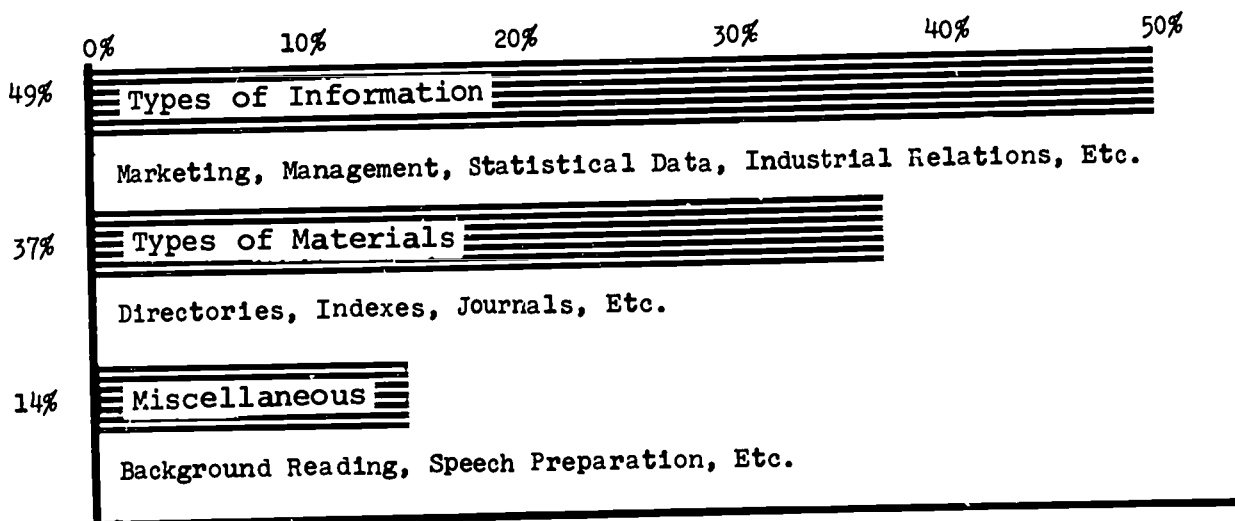 0% 10% 20% 30% 40% 50%
49% Types of Information
Marketing, Management, Statistical Data, Industrial Relations, Etc.
37% Types of Materials
Directories, Indexes, Journals, Etc.
14% Miscellaneous
Background Reading, Speech Preparation, Etc.